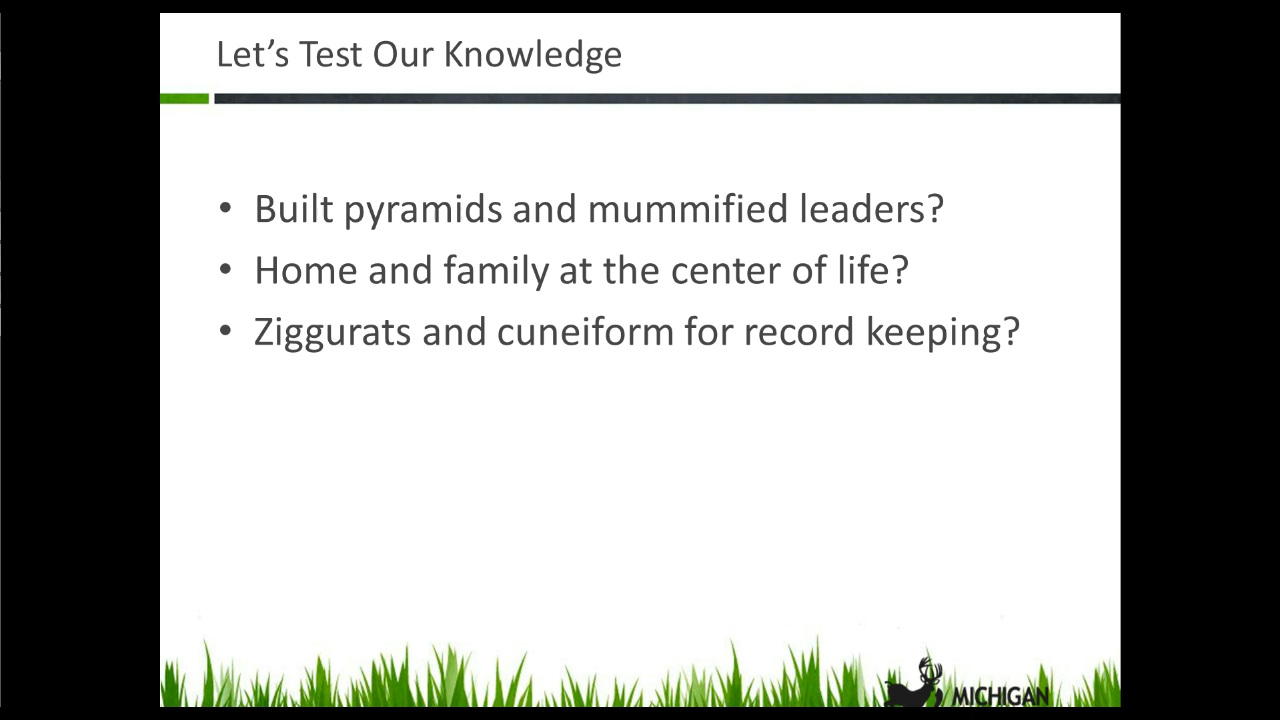 Let’s Test Our Knowledge
• Built pyramids and mummified leaders?
• Home and family at the center of life?
• Ziggurats and cuneiform for record keeping?
MICHIGAN